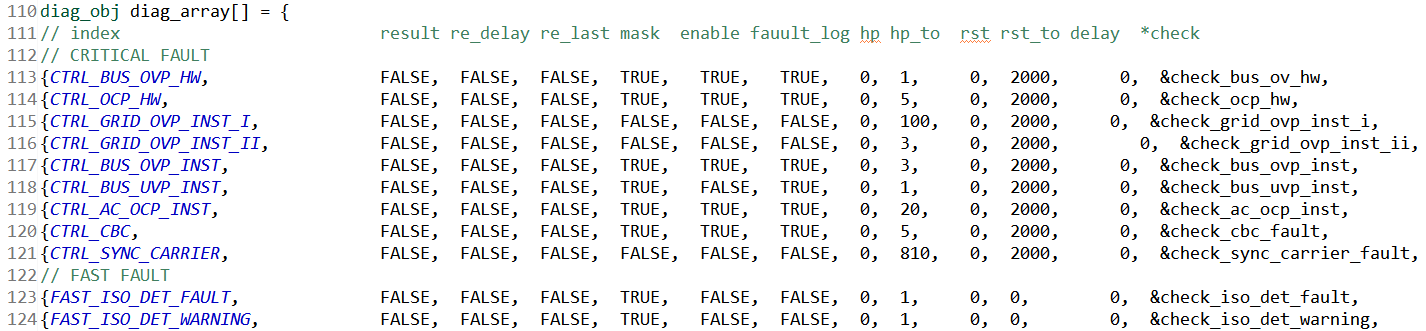 110 diag_obj diag_array[] = {
111 // index result re_delay re_last mask enable fauult_log hp hp_to rst rst_to delay *check
112 // CRITICAL FAULT
113 {CTRL_BUS_OVP_HW, FALSE, FALSE, FALSE, TRUE, TRUE, TRUE, 0, 1, 0, 2000, 0, &check_bus_ov_hw,
114 {CTRL_OCP_HW, FALSE, FALSE, FALSE, TRUE, TRUE, TRUE, 0, 5, 0, 2000, 0, &check_ocp_hw,
115 {CTRL_GRID_OVP_INST_I, FALSE, FALSE, FALSE, FALSE, FALSE, FALSE, 0, 100, 0, 2000, 0, &check_grid_ovp_inst_i,
116 {CTRL_GRID_OVP_INST_II, FALSE, FALSE, FALSE, FALSE, FALSE, FALSE, 0, 3, 0, 2000, 0, &check_grid_ovp_inst_ii,
117 {CTRL_BUS_OVP_INST, FALSE, FALSE, FALSE, TRUE, TRUE, TRUE, 0, 3, 0, 2000, 0, &check_bus_ovp_inst,
118 {CTRL_BUS_UVP_INST, FALSE, FALSE, FALSE, TRUE, FALSE, TRUE, 0, 1, 0, 2000, 0, &check_bus_uvp_inst,
119 {CTRL_AC_OCP_INST, FALSE, FALSE, FALSE, TRUE, TRUE, TRUE, 0, 20, 0, 2000, 0, &check_ac_ocp_inst,
120 {CTRL_CBC, FALSE, FALSE, FALSE, TRUE, TRUE, TRUE, 0, 5, 0, 2000, 0, &check_cbc_fault,
121 {CTRL_SYNC_CARRIER, FALSE, FALSE, FALSE, FALSE, FALSE, FALSE, 0, 810, 0, 2000, 0, &check_sync_carrier_fault,
122 // FAST FAULT
123 {FAST_ISO_DET_FAULT, FALSE, FALSE, FALSE, TRUE, FALSE, FALSE, 0, 1, 0, 0, 0, &check_iso_det_fault,
124 {FAST_ISO_DET_WARNING, FALSE, FALSE, FALSE, TRUE, FALSE, FALSE, 0, 1, 0, 0, 0, &check_iso_det_warning,